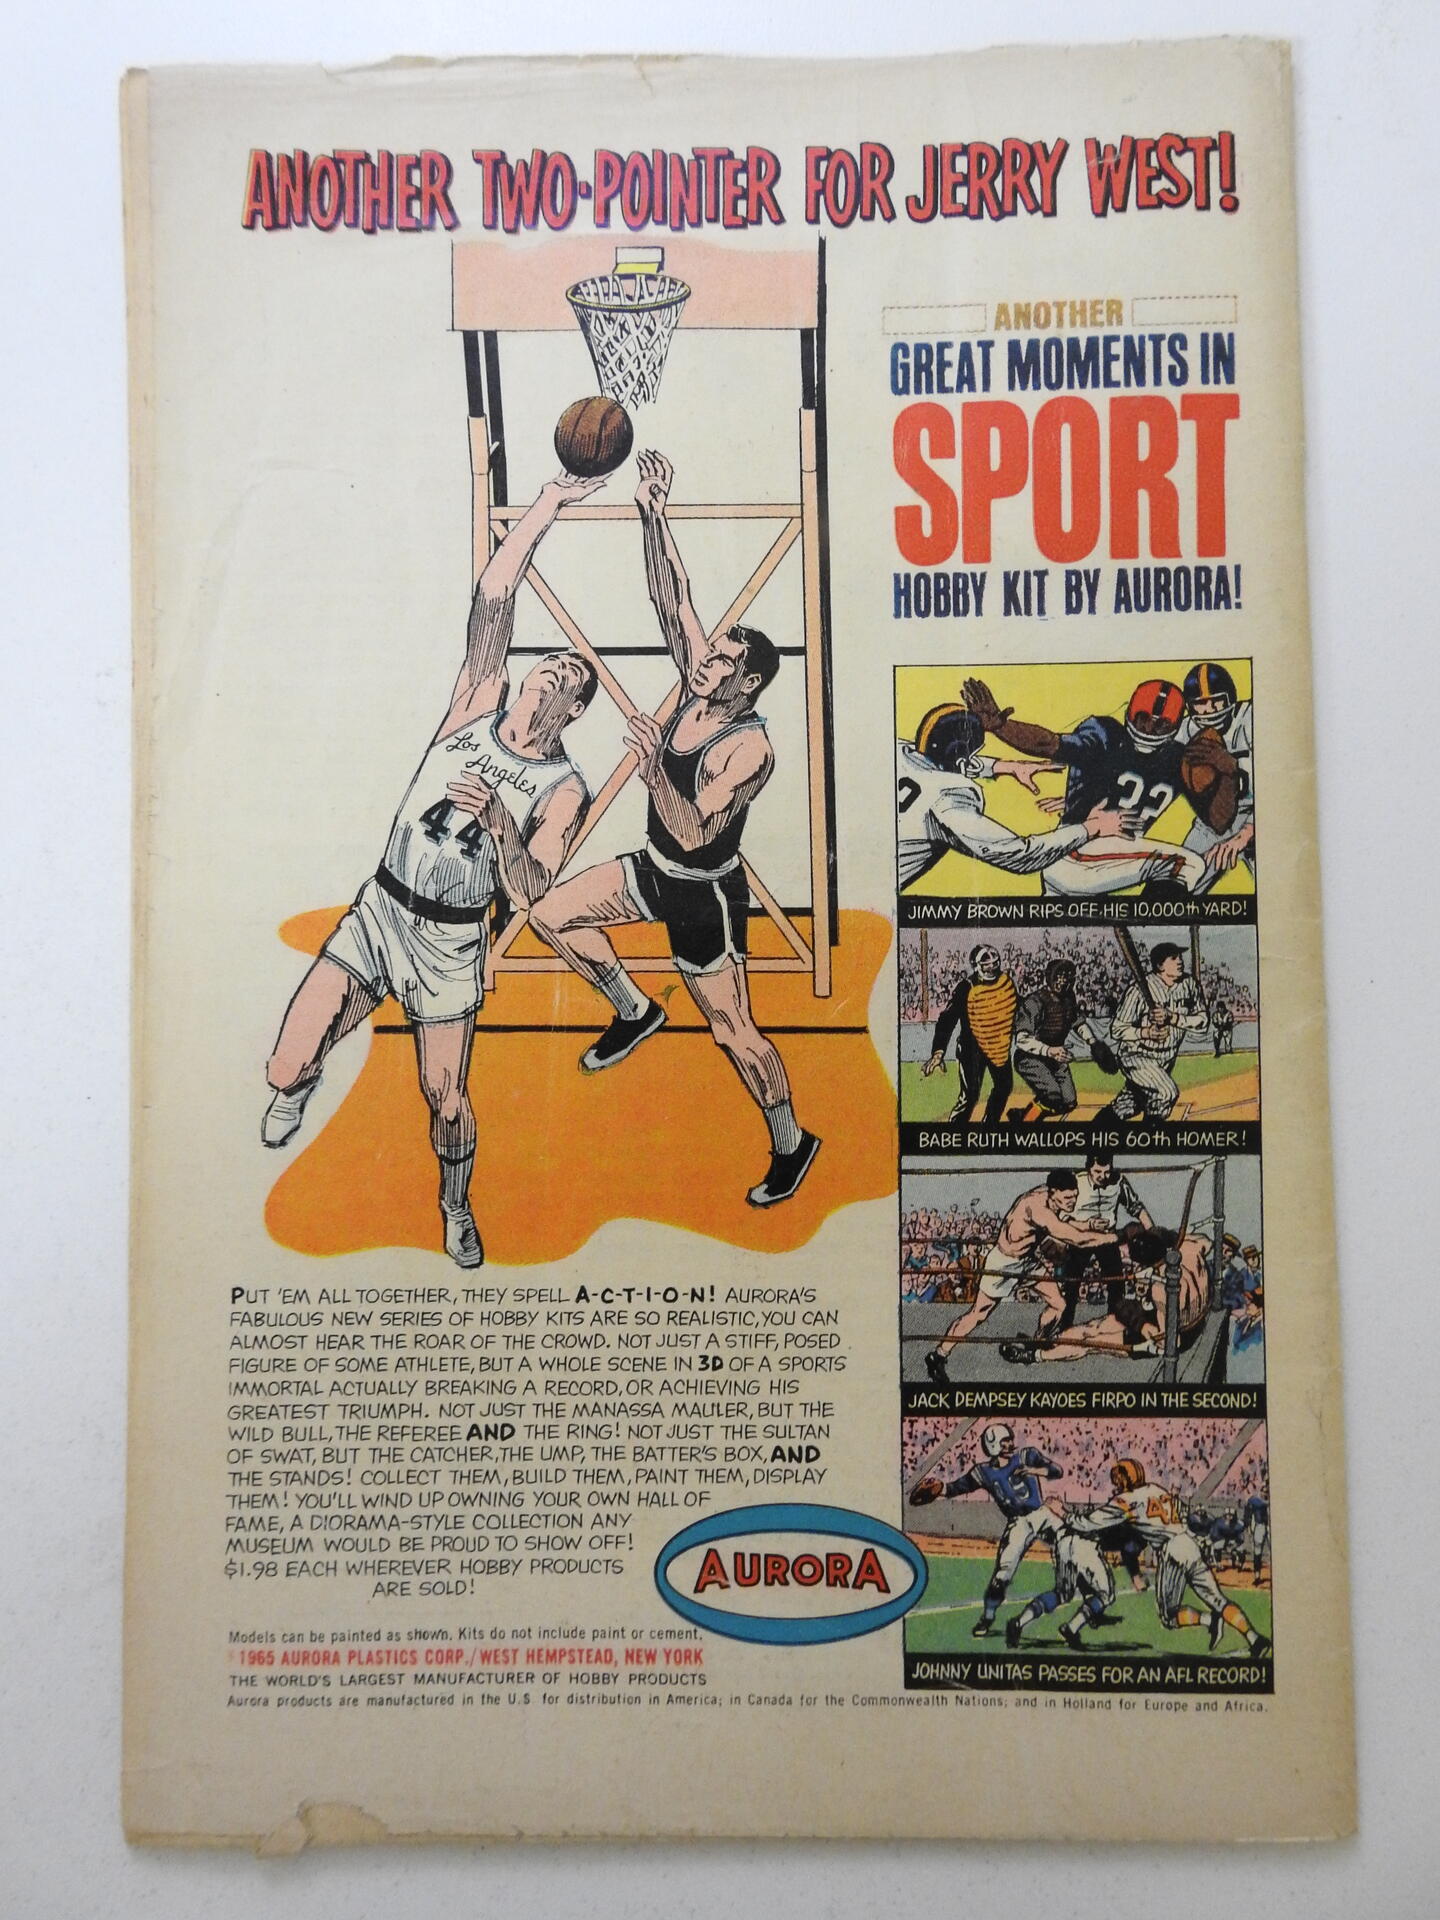 ANOTHER TWO-POINTER FOR JERRY WEST!
ANOTHER
GREAT MOMENTS IN
SPORT
HOBBY KIT BY AURORA!
Los
Angeles
44
32
JIMMY BROWN RIPS OFF HIS 10,000th YARD!
BABE RUTH WALLOPS HIS 60th HOMER!
JACK DEMPSEY KAYOES FIRPO IN THE SECOND!
JOHNNY UNITAS PASSES FOR AN AFL RECORD!
PUT 'EM ALL TOGETHER, THEY SPELL A-C-T-I-O-N! AURORA'S
FABULOUS NEW SERIES OF HOBBY KITS ARE SO REALISTIC, YOU CAN
ALMOST HEAR THE ROAR OF THE CROWD. NOT JUST A STIFF, POSED
FIGURE OF SOME ATHLETE, BUT A WHOLE SCENE IN 3D OF A SPORTS
IMMORTAL ACTUALLY BREAKING A RECORD, OR ACHIEVING HIS
GREATEST TRIUMPH. NOT JUST THE MANASSA MAULER, BUT THE
WILD BULL, THE REFEREE AND THE RING! NOT JUST THE SULTAN
OF SWAT, BUT THE CATCHER, THE UMP, THE BATTER'S BOX, AND
THE STANDS! COLLECT THEM, BUILD THEM, PAINT THEM, DISPLAY
THEM! YOU'LL WIND UP OWNING YOUR OWN HALL OF
FAME, A DIORAMA-STYLE COLLECTION ANY
MUSEUM WOULD BE PROUD TO SHOW OFF!
$1.98 EACH WHEREVER HOBBY PRODUCTS
ARE SOLD!
AURORA
Models can be painted as shown. Kits do not include paint or cement.
1965 AURORA PLASTICS CORP./WEST HEMPSTEAD, NEW YORK
THE WORLD'S LARGEST MANUFACTURER OF HOBBY PRODUCTS
Aurora products are manufactured in the U.S. for distribution in America; in Canada for the Commonwealth Nations; and in Holland for Europe and Africa.